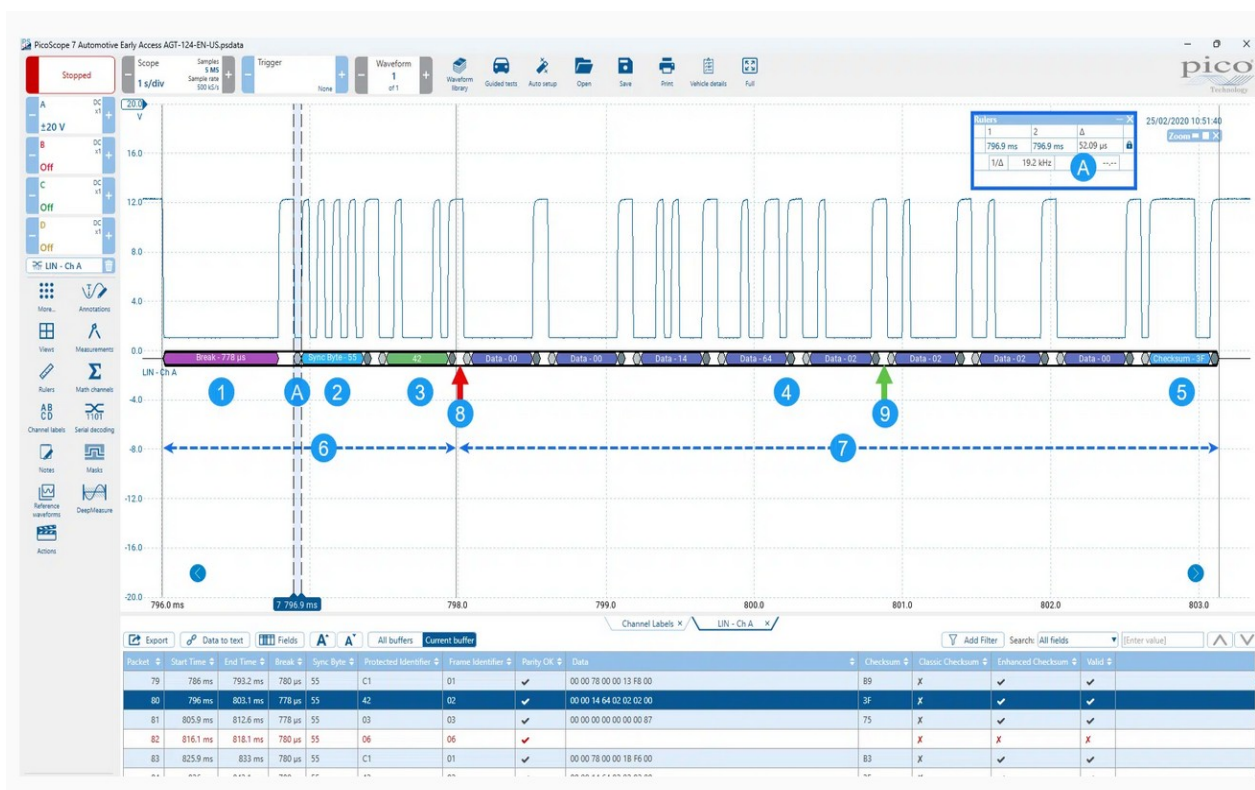 PicoScope 7 Automotive Early Access AGT-124-EN-US.psdata
Stopped
Scope
1 s/div
Samples
5 MS
Sample rate
500 kS/s
Trigger
None
Waveform
1
of 1
Waveform library
Guided tests
Auto setup
Open
Save
Print
Vehicle details
Full
pico
Technology
A DC x1
±20 V
B DC x1
Off
C DC x1
Off
D DC x1
Off
LIN - Ch A
More...
Annotations
Views
Measurements
Rulers
Math channels
Channel labels
Serial decoding
Notes
Masks
Reference waveforms
DeepMeasure
Actions
20.0
V
16.0
12.0
8.0
4.0
0.0
-4.0
-8.0
-12.0
-16.0
-20.0
Rulers
1 2 Δ
796.9 ms 796.9 ms 52.09 µs
1/Δ 19.2 kHz A --.--
25/02/2020 10:51:40
Zoom
LIN - Ch A
Break - 778 µs Sync Byte - 55 42 Data - 00 Data - 00 Data - 14 Data - 64 Data - 02 Data - 02 Data - 02 Data - 00 Checksum - 3F
1 A 2 3 8 4 9 5
6 7
796.0 ms 7 796.9 ms 798.0 799.0 800.0 801.0 802.0 803.0
Channel Labels × LIN - Ch A ×
Export Data to text Fields A A All buffers Current buffer Add Filter Search: All fields [Enter value]
Packet Start Time End Time Break Sync Byte Protected Identifier Frame Identifier Parity OK Data Checksum Classic Checksum Enhanced Checksum Valid
79 786 ms 793.2 ms 780 µs 55 C1 01 ✓ 00 00 78 00 00 13 F8 00 B9 ✗ ✓ ✓
80 796 ms 803.1 ms 778 µs 55 42 02 ✓ 00 00 14 64 02 02 02 00 3F ✗ ✓ ✓
81 805.9 ms 812.6 ms 778 µs 55 03 03 ✓ 00 00 00 00 00 00 00 87 75 ✗ ✓ ✓
82 816.1 ms 818.1 ms 780 µs 55 06 06 ✓ ✗ ✗ ✗
83 825.9 ms 833 ms 780 µs 55 C1 01 ✓ 00 00 78 00 00 1B F6 00 B3 ✗ ✓ ✓